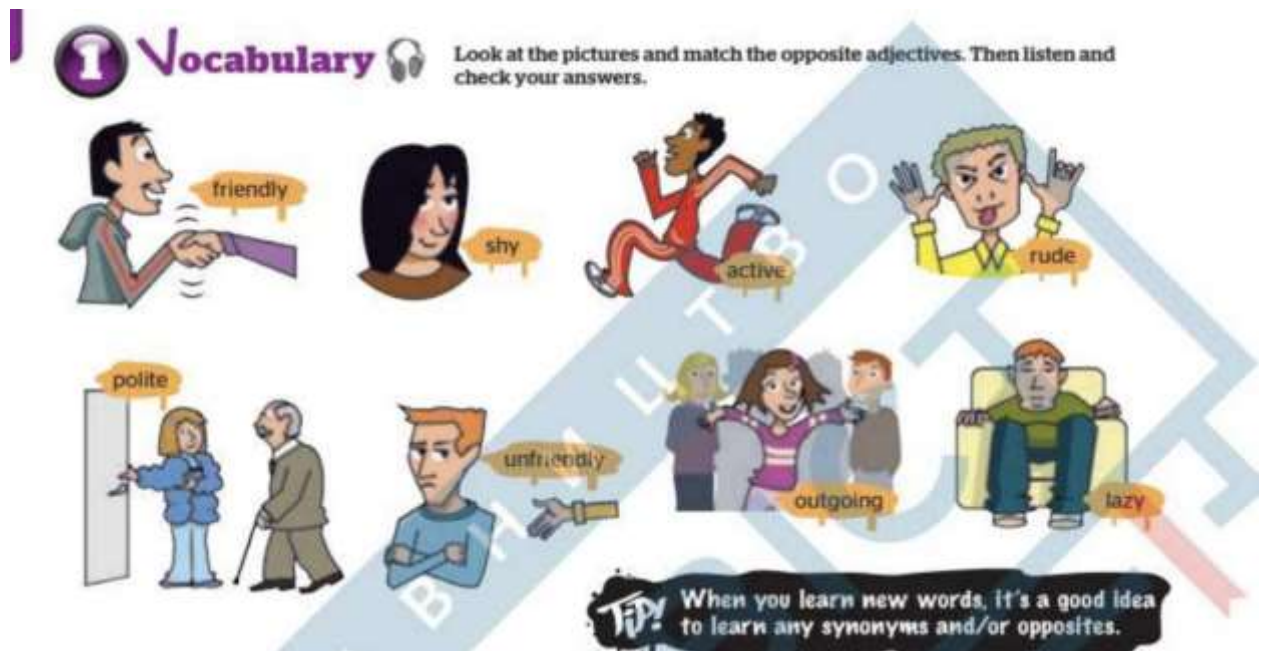 1 Vocabulary
Look at the pictures and match the opposite adjectives. Then listen and
check your answers.
friendly
shy
active
rude
polite
unfriendly
outgoing
lazy
TiP! When you learn new words, it's a good idea
to learn any synonyms and/or opposites.